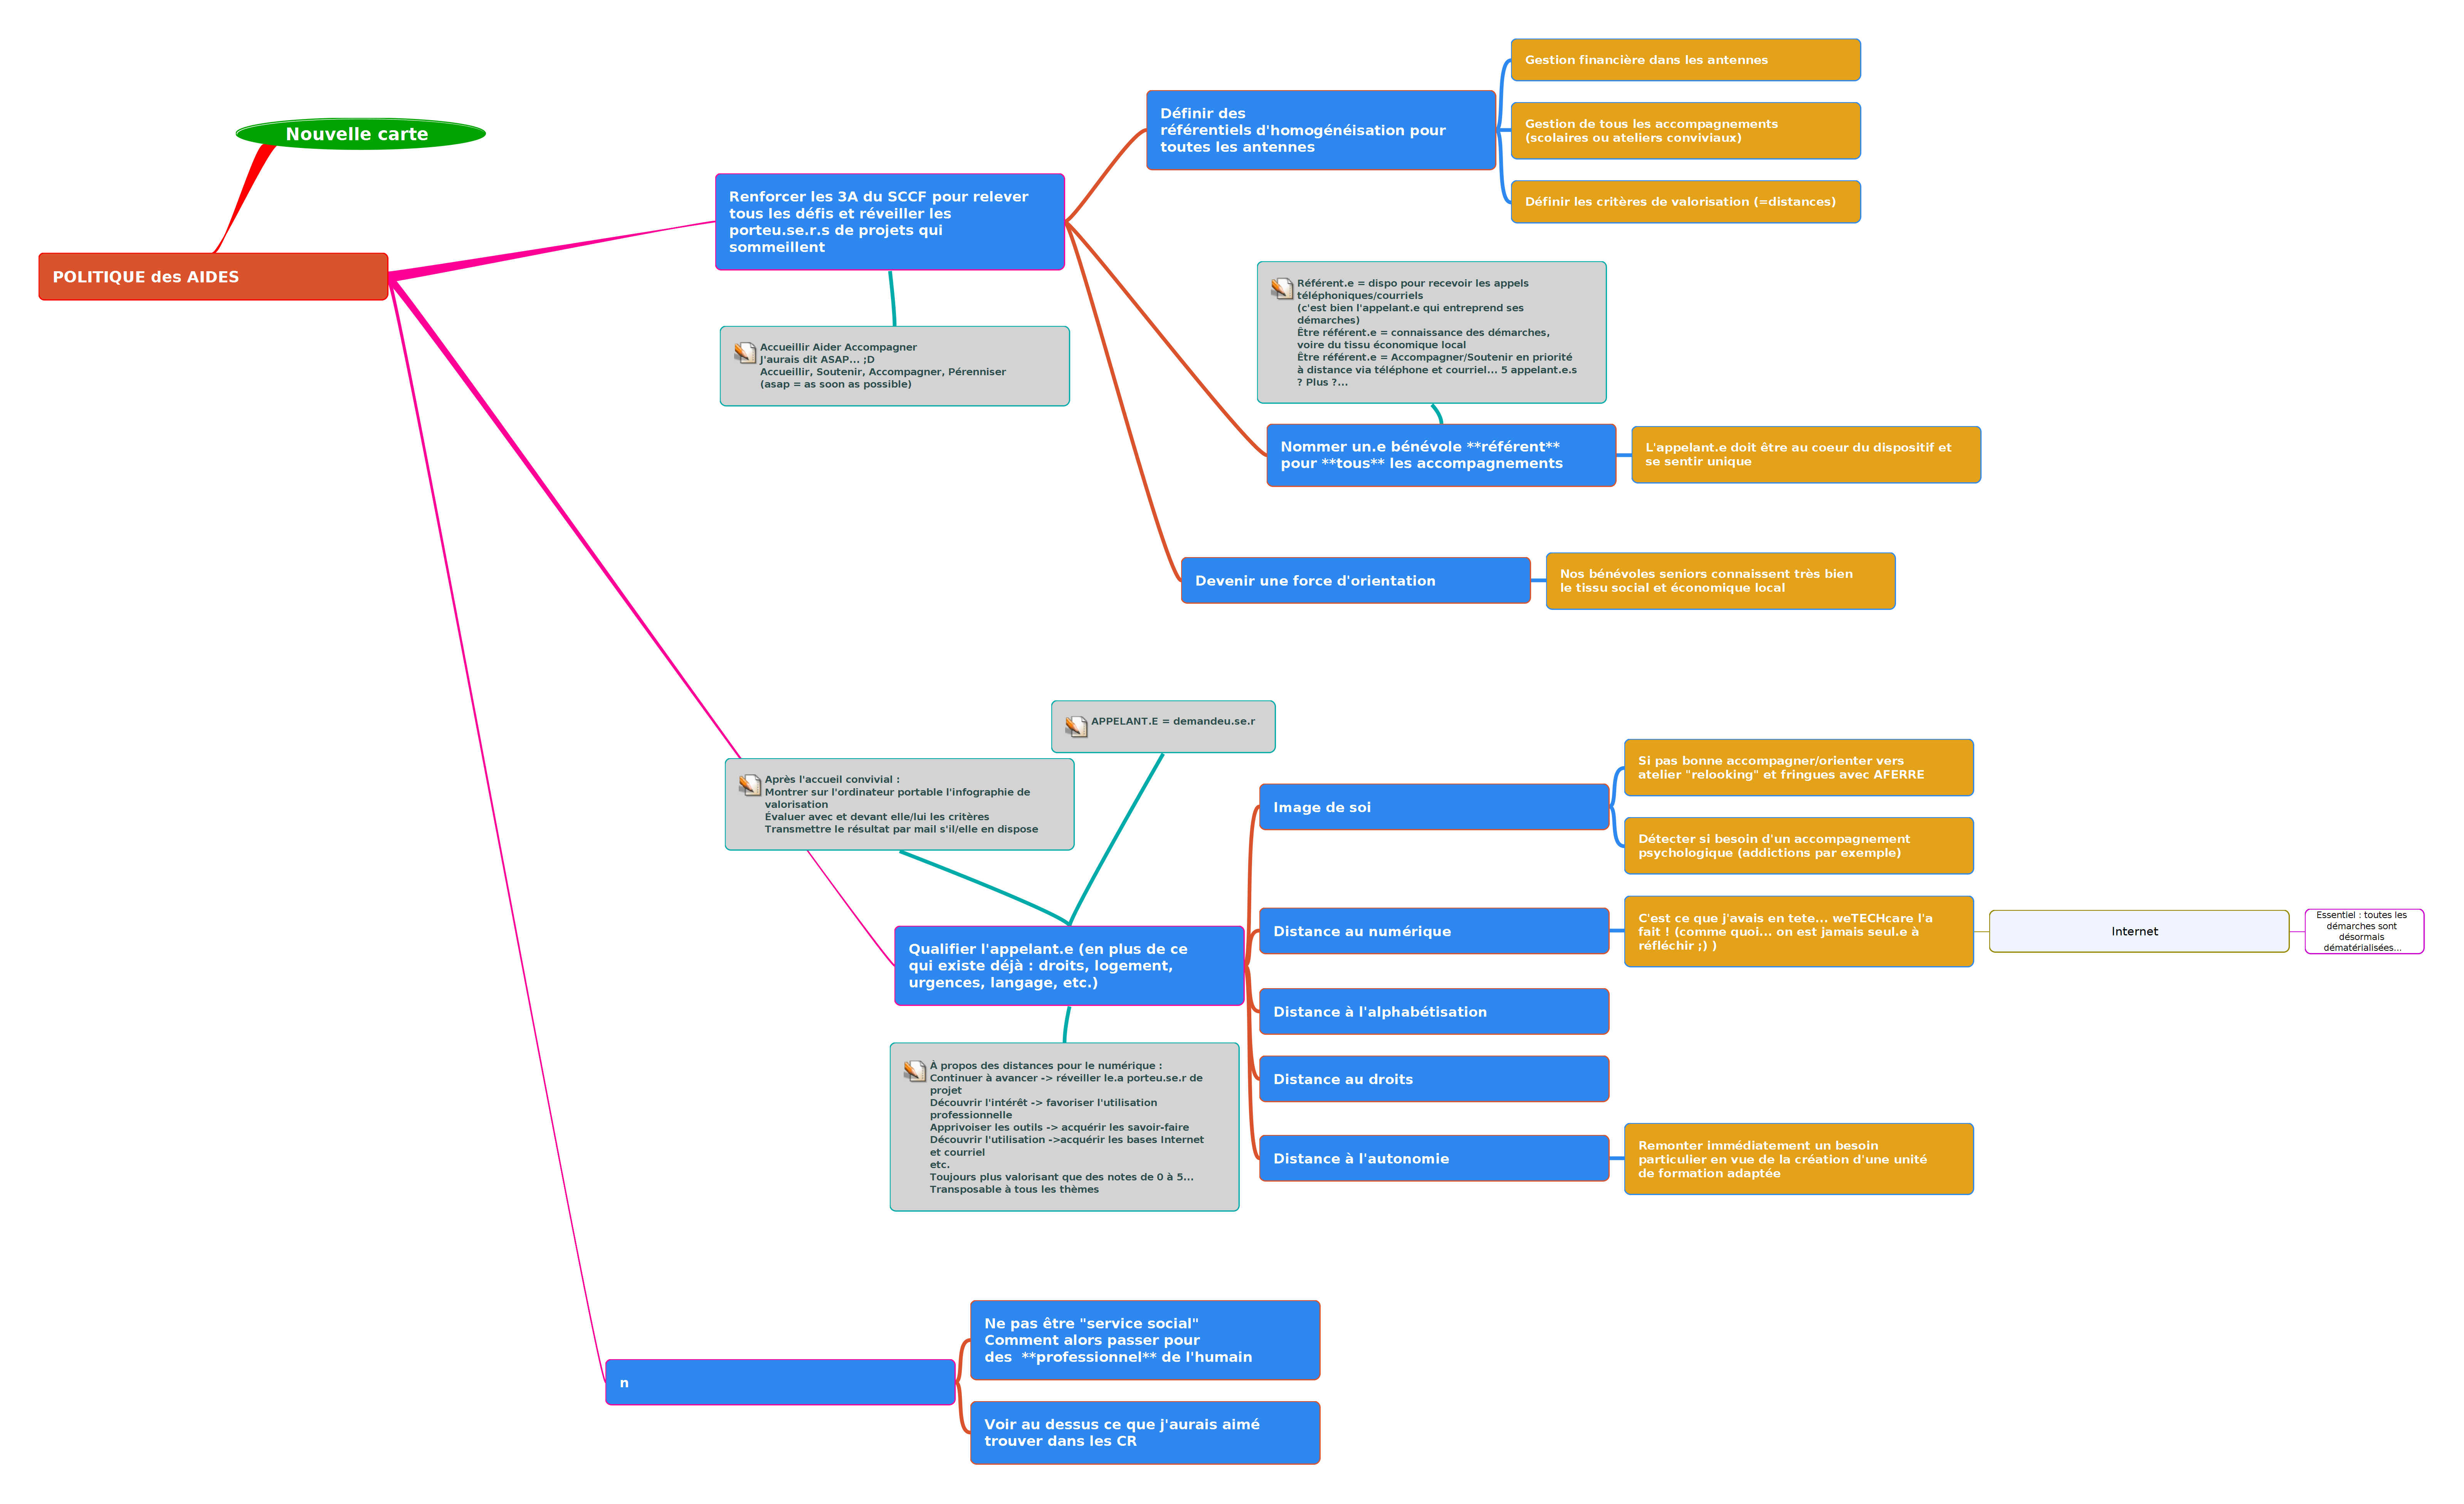 Nouvelle carte
POLITIQUE des AIDES
Renforcer les 3A du SCCF pour relever
tous les défis et réveiller les
porteu.se.r.s de projets qui
sommeillent
Accueillir Aider Accompagner
J'aurais dit ASAP... ;D
Accueillir, Soutenir, Accompagner, Pérenniser
(asap = as soon as possible)
Définir des
référentiels d'homogénéisation pour
toutes les antennes
Gestion financière dans les antennes
Gestion de tous les accompagnements
(scolaires ou ateliers conviviaux)
Définir les critères de valorisation (=distances)
Référent.e = dispo pour recevoir les appels
téléphoniques/courriels
(c'est bien l'appelant.e qui entreprend ses
démarches)
Être référent.e = connaissance des démarches,
voire du tissu économique local
Être référent.e = Accompagner/Soutenir en priorité
à distance via téléphone et courriel... 5 appelant.e.s
? Plus ?...
Nommer un.e bénévole **référent**
pour **tous** les accompagnements
L'appelant.e doit être au coeur du dispositif et
se sentir unique
Devenir une force d'orientation
Nos bénévoles seniors connaissent très bien
le tissu social et économique local
APPELANT.E = demandeu.se.r
Après l'accueil convivial :
Montrer sur l'ordinateur portable l'infographie de
valorisation
Évaluer avec et devant elle/lui les critères
Transmettre le résultat par mail s'il/elle en dispose
Qualifier l'appelant.e (en plus de ce
qui existe déjà : droits, logement,
urgences, langage, etc.)
À propos des distances pour le numérique :
Continuer à avancer -> réveiller le.a porteu.se.r de
projet
Découvrir l'intérêt -> favoriser l'utilisation
professionnelle
Apprivoiser les outils -> acquérir les savoir-faire
Découvrir l'utilisation ->acquérir les bases Internet
et courriel
etc.
Toujours plus valorisant que des notes de 0 à 5...
Transposable à tous les thèmes
Image de soi
Si pas bonne accompagner/orienter vers
atelier "relooking" et fringues avec AFERRE
Détecter si besoin d'un accompagnement
psychologique (addictions par exemple)
Distance au numérique
C'est ce que j'avais en tete... weTECHcare l'a
fait ! (comme quoi... on est jamais seul.e à
réfléchir ;) )
Internet
Essentiel : toutes les
démarches sont
désormais
dématérialisées...
Distance à l'alphabétisation
Distance au droits
Distance à l'autonomie
Remonter immédiatement un besoin
particulier en vue de la création d'une unité
de formation adaptée
n
Ne pas être "service social"
Comment alors passer pour
des  **professionnel** de l'humain
Voir au dessus ce que j'aurais aimé
trouver dans les CR